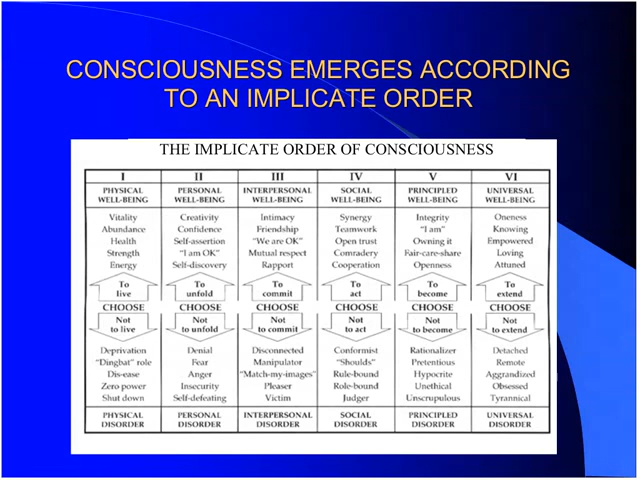 CONSCIOUSNESS EMERGES ACCORDING
TO AN IMPLICATE ORDER
THE IMPLICATE ORDER OF CONSCIOUSNESS
I II III IV V VI
PHYSICAL PERSONAL INTERPERSONAL SOCIAL PRINCIPLED UNIVERSAL
WELL-BEING WELL-BEING WELL-BEING WELL-BEING WELL-BEING WELL-BEING
Vitality Creativity Intimacy Synergy Integrity Oneness
Abundance Confidence Friendship Teamwork "I am" Knowing
Health Self-assertion "We are OK" Open trust Owning it Empowered
Strength "I am OK" Mutual respect Comradery Fair-care-share Loving
Energy Self-discovery Rapport Cooperation Openness Attuned
To To To To To To
live unfold commit act become extend
CHOOSE CHOOSE CHOOSE CHOOSE CHOOSE CHOOSE
Not Not Not Not Not Not
to live to unfold to commit to act to become to extend
Deprivation Denial Disconnected Conformist Rationalizer Detached
"Dingbat" role Fear Manipulator "Shoulds" Pretentious Remote
Dis-ease Anger "Match-my-images" Rule-bound Hypocrite Aggrandized
Zero power Insecurity Pleaser Role-bound Unethical Obsessed
Shut down Self-defeating Victim Judger Unscrupulous Tyrannical
PHYSICAL PERSONAL INTERPERSONAL SOCIAL PRINCIPLED UNIVERSAL
DISORDER DISORDER DISORDER DISORDER DISORDER DISORDER